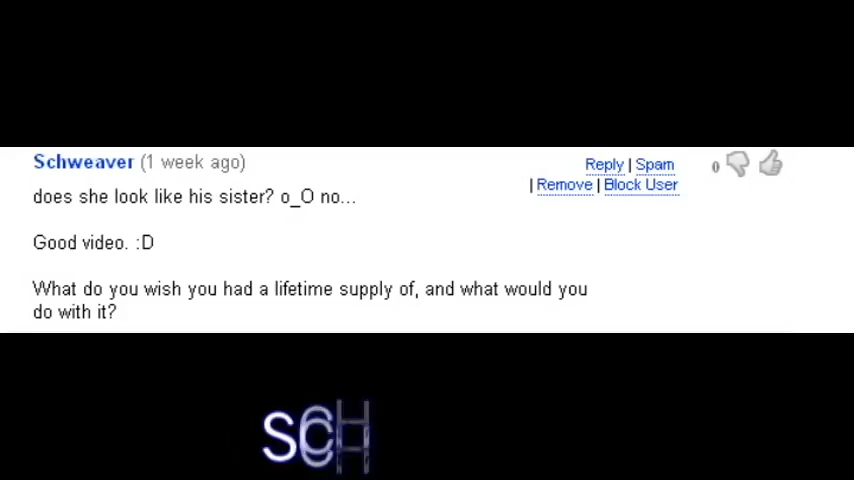 Schweaver (1 week ago)
Reply | Spam
| Remove | Block User
0
does she look like his sister? o_O no...
Good video. :D
What do you wish you had a lifetime supply of, and what would you
do with it?
SCH